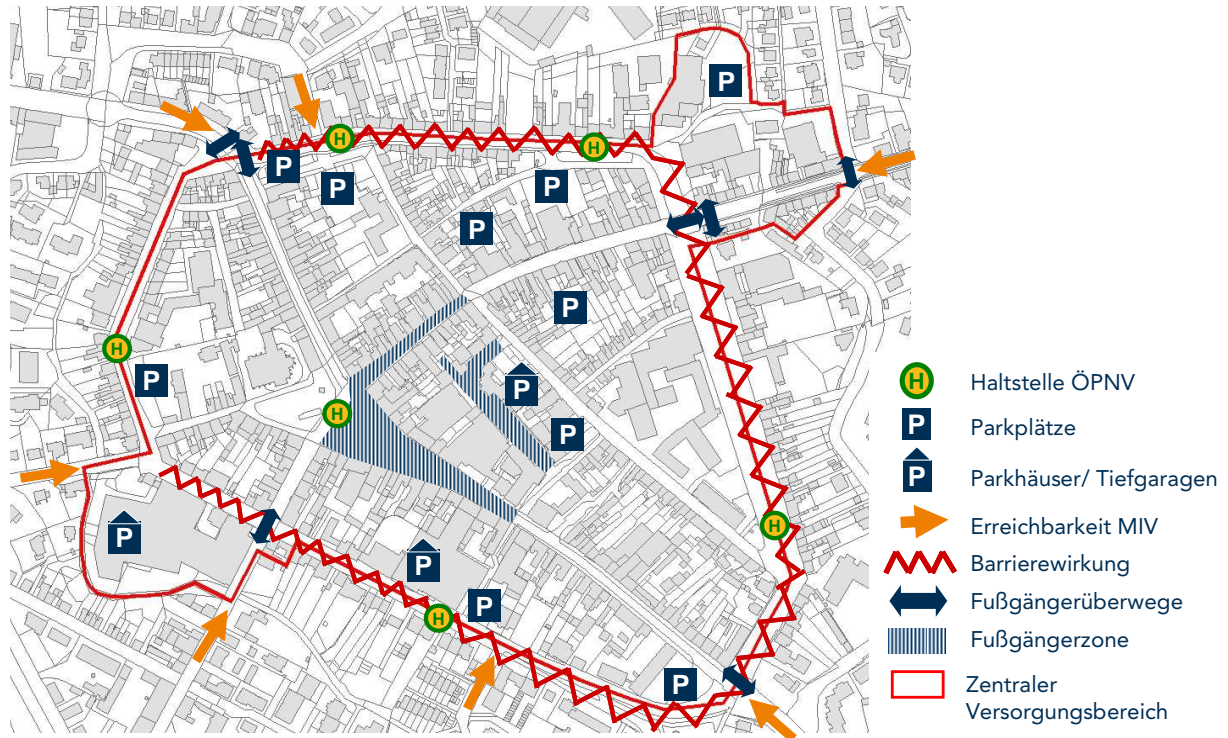 P
H
H
P
P
P
P
P
H
P
P
H
P
P
P
P
H
P
H
P
H Haltstelle ÖPNV
P Parkplätze
P Parkhäuser/ Tiefgaragen
Erreichbarkeit MIV
Barrierewirkung
Fußgängerüberwege
Fußgängerzone
Zentraler
Versorgungsbereich